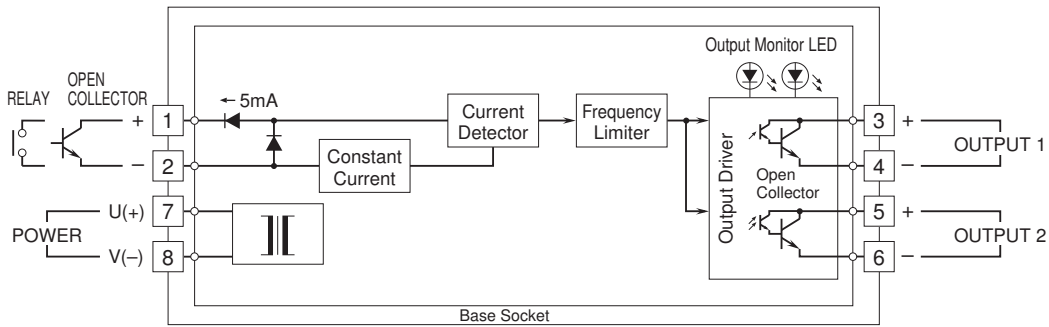 Output Monitor LED
RELAY
OPEN
COLLECTOR
+
1
← 5mA
Current
Detector
Frequency
Limiter
3
+
OUTPUT 1
–
2
Constant
Current
Output Driver
Open
Collector
4
–
U(+)
7
5
+
POWER
OUTPUT 2
V(–)
8
6
–
Base Socket